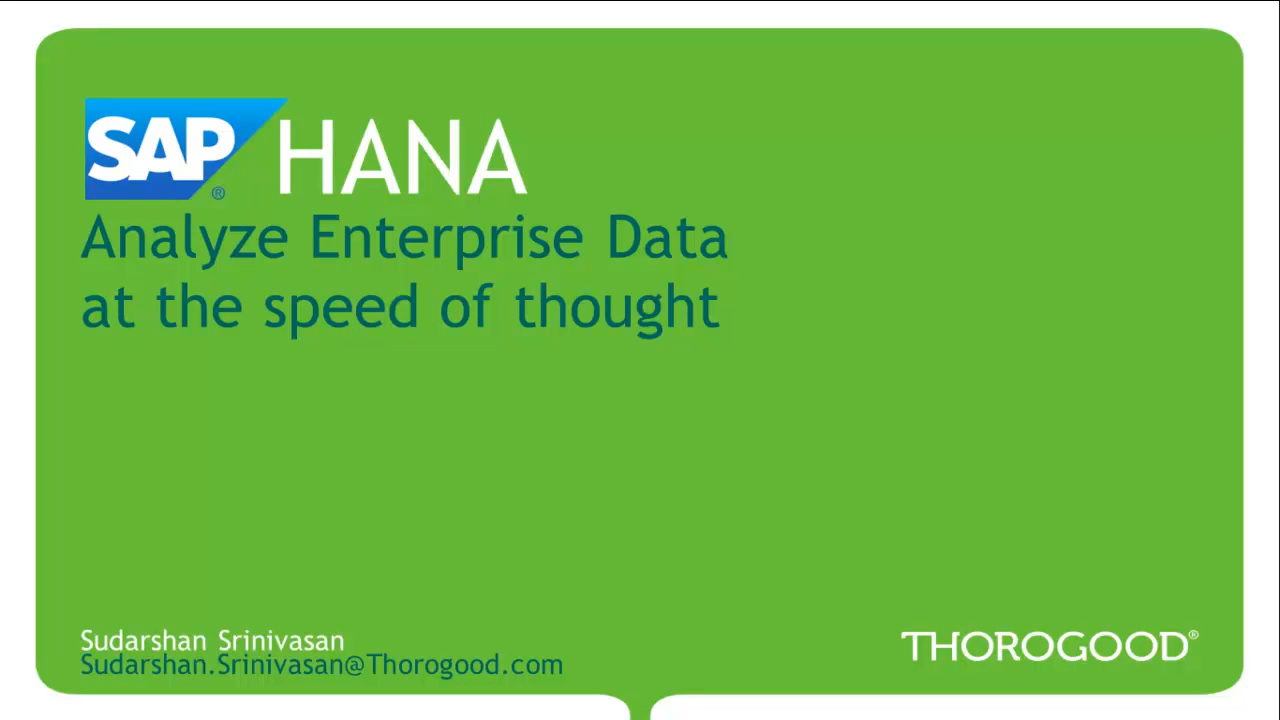 SAP® HANA
Analyze Enterprise Data
at the speed of thought
Sudarshan Srinivasan
Sudarshan.Srinivasan@Thorogood.com
THOROGOOD®